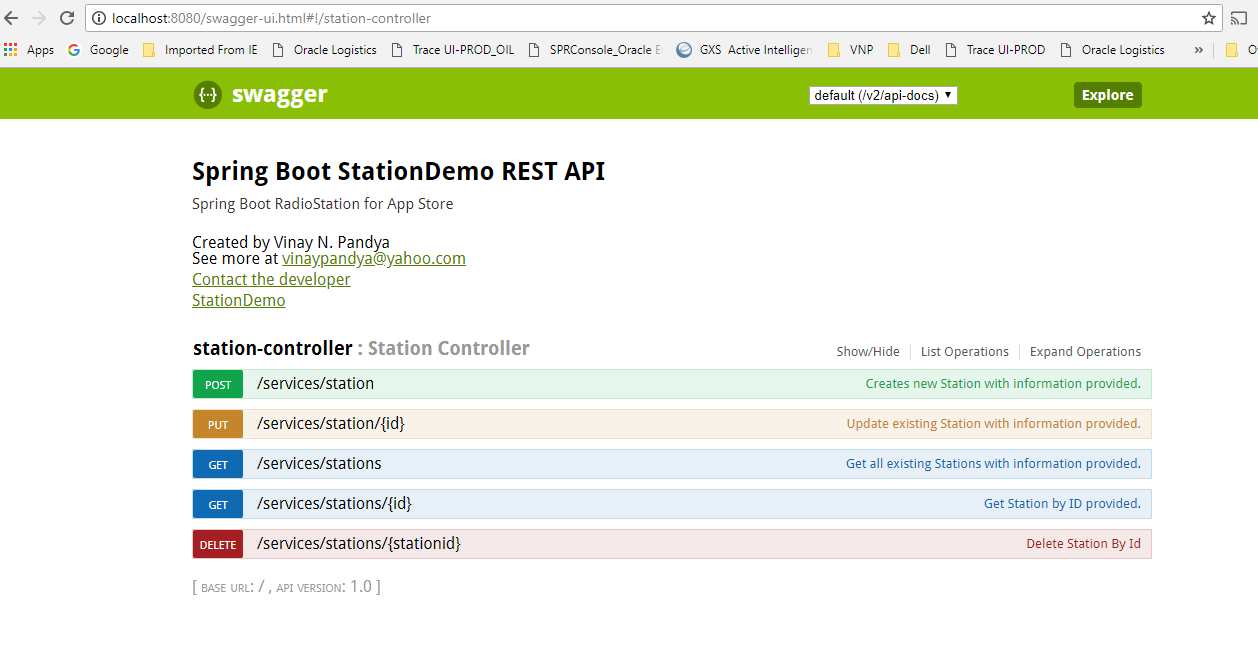 localhost:8080/swagger-ui.html#!/station-controller
Apps Google Imported From IE Oracle Logistics Trace UI-PROD_OIL SPRConsole_Oracle GXS Active Intelligen VNP Dell Trace UI-PROD Oracle Logistics » O
{···} swagger default (/v2/api-docs) ▼ Explore
Spring Boot StationDemo REST API
Spring Boot RadioStation for App Store
Created by Vinay N. Pandya
See more at vinaypandya@yahoo.com
Contact the developer
StationDemo
station-controller : Station Controller Show/Hide List Operations Expand Operations
POST /services/station Creates new Station with information provided.
PUT /services/station/{id} Update existing Station with information provided.
GET /services/stations Get all existing Stations with information provided.
GET /services/stations/{id} Get Station by ID provided.
DELETE /services/stations/{stationid} Delete Station By Id
[ BASE URL: / , API VERSION: 1.0 ]